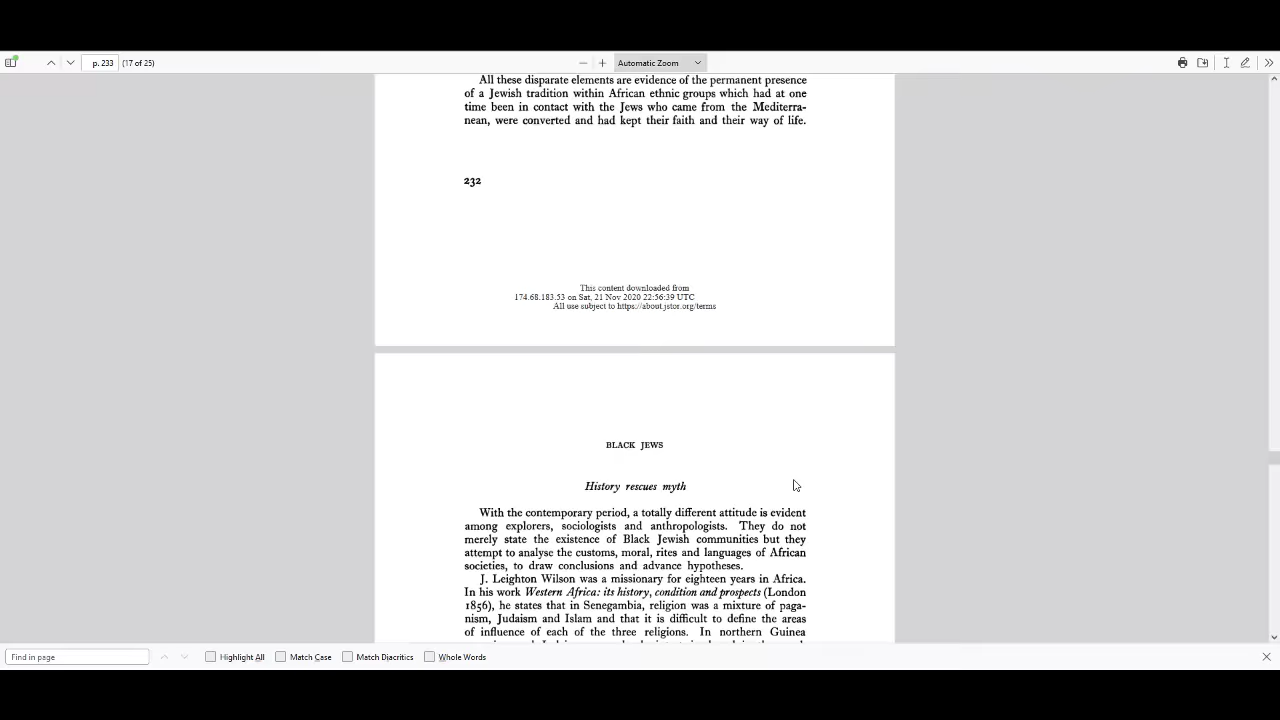 p. 233 (17 of 25) Automatic Zoom
All these disparate elements are evidence of the permanent presence
of a Jewish tradition within African ethnic groups which had at one
time been in contact with the Jews who came from the Mediterra-
nean, were converted and had kept their faith and their way of life.
232
This content downloaded from
174.68.183.53 on Sat, 21 Nov 2020 22:56:39 UTC
All use subject to https://about.jstor.org/terms
BLACK JEWS
History rescues myth
With the contemporary period, a totally different attitude is evident
among explorers, sociologists and anthropologists. They do not
merely state the existence of Black Jewish communities but they
attempt to analyse the customs, moral, rites and languages of African
societies, to draw conclusions and advance hypotheses.
J. Leighton Wilson was a missionary for eighteen years in Africa.
In his work Western Africa: its history, condition and prospects (London
1856), he states that in Senegambia, religion was a mixture of paga-
nism, Judaism and Islam and that it is difficult to define the areas
of influence of each of the three religions. In northern Guinea
Find in page Highlight All Match Case Match Diacritics Whole Words